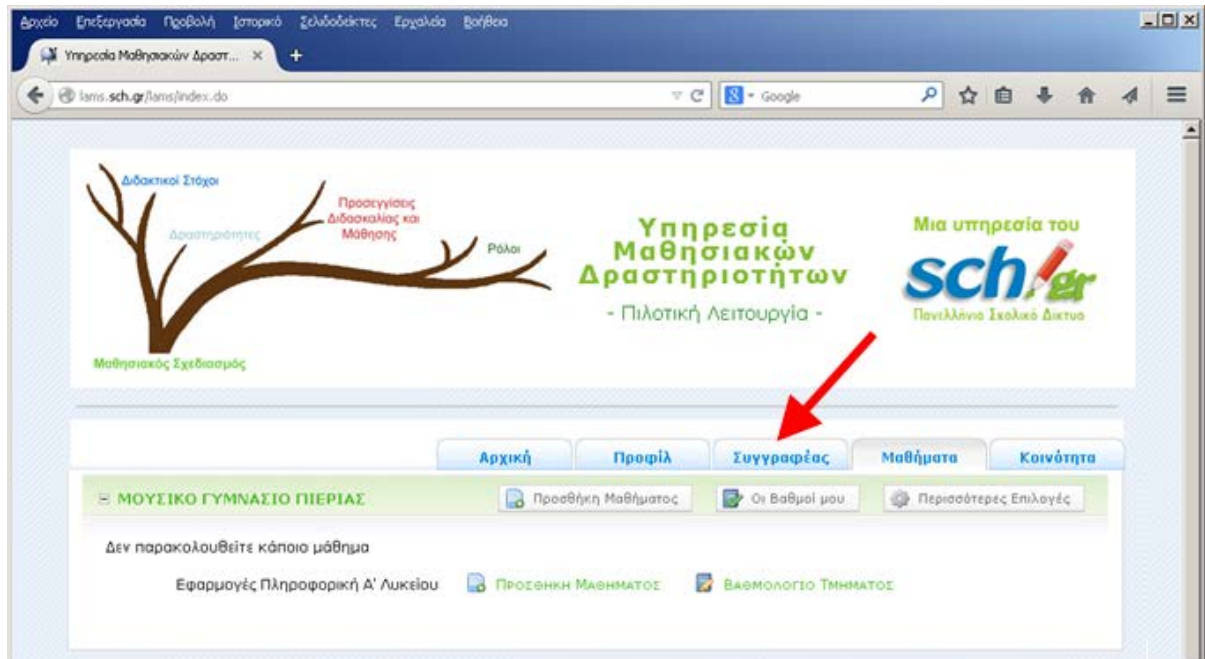 Αρχείο Επεξεργασία Προβολή Ιστορικό Σελιδοδείκτες Εργαλεία Βοήθεια
Υπηρεσία Μαθησιακών Δραστ... × +
lams.sch.gr/lams/index.do 8 Google
Διδακτικοί Στόχοι
Δραστηριότητες
Προσεγγίσεις
Διδασκαλίας και
Μάθησης
Ρόλοι
Μαθησιακός Σχεδιασμός
Υπηρεσία
Μαθησιακών
Δραστηριοτήτων
- Πιλοτική Λειτουργία -
Μια υπηρεσία του
sch.gr
Πανελλήνιο Σχολικό Δίκτυο
Αρχική Προφίλ Συγγραφέας Μαθήματα Κοινότητα
ΜΟΥΣΙΚΟ ΓΥΜΝΑΣΙΟ ΠΙΕΡΙΑΣ Προσθήκη Μαθήματος Οι Βαθμοί μου Περισσότερες Επιλογές
Δεν παρακολουθείτε κάποιο μάθημα
Εφαρμογές Πληροφορική Α' Λυκείου ΠΡΟΣΘΗΚΗ ΜΑΘΗΜΑΤΟΣ ΒΑΘΜΟΛΟΓΙΟ ΤΜΗΜΑΤΟΣ